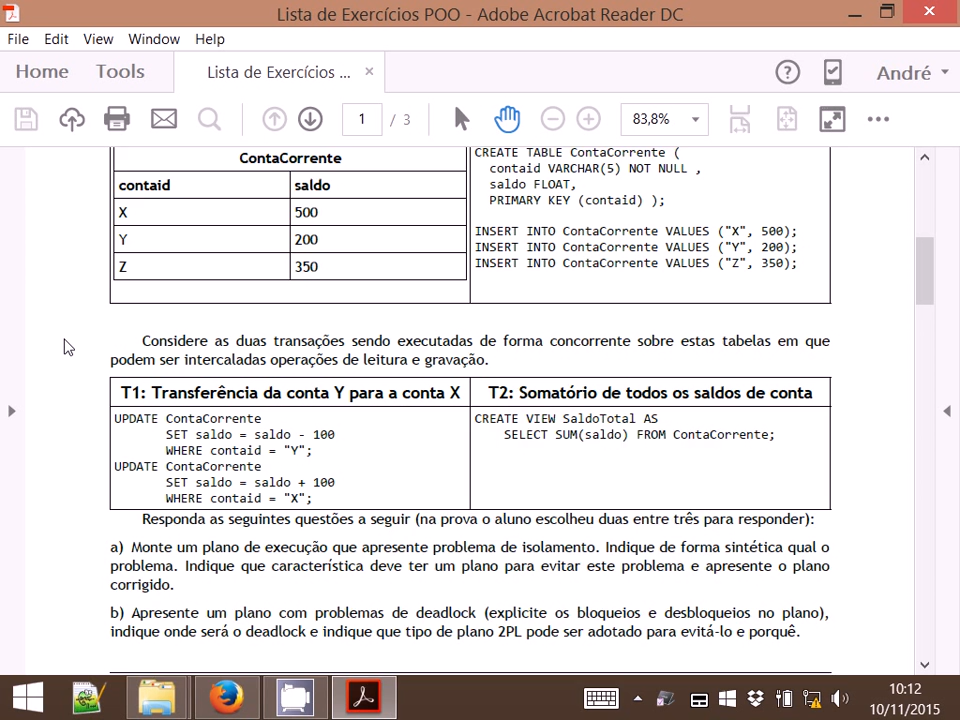 Lista de Exercícios POO - Adobe Acrobat Reader DC
File Edit View Window Help
Home Tools Lista de Exercícios ... × André
1 / 3 83,8%
ContaCorrente
contaid saldo
X 500
Y 200
Z 350
CREATE TABLE ContaCorrente (
contaid VARCHAR(5) NOT NULL ,
saldo FLOAT,
PRIMARY KEY (contaid) );
INSERT INTO ContaCorrente VALUES ("X", 500);
INSERT INTO ContaCorrente VALUES ("Y", 200);
INSERT INTO ContaCorrente VALUES ("Z", 350);
Considere as duas transações sendo executadas de forma concorrente sobre estas tabelas em que
podem ser intercaladas operações de leitura e gravação.
T1: Transferência da conta Y para a conta X
UPDATE ContaCorrente
SET saldo = saldo - 100
WHERE contaid = "Y";
UPDATE ContaCorrente
SET saldo = saldo + 100
WHERE contaid = "X";
T2: Somatório de todos os saldos de conta
CREATE VIEW SaldoTotal AS
SELECT SUM(saldo) FROM ContaCorrente;
Responda as seguintes questões a seguir (na prova o aluno escolheu duas entre três para responder):
a) Monte um plano de execução que apresente problema de isolamento. Indique de forma sintética qual o
problema. Indique que característica deve ter um plano para evitar este problema e apresente o plano
corrigido.
b) Apresente um plano com problemas de deadlock (explicite os bloqueios e desbloqueios no plano),
indique onde será o deadlock e indique que tipo de plano 2PL pode ser adotado para evitá-lo e porquê.
10:12
10/11/2015